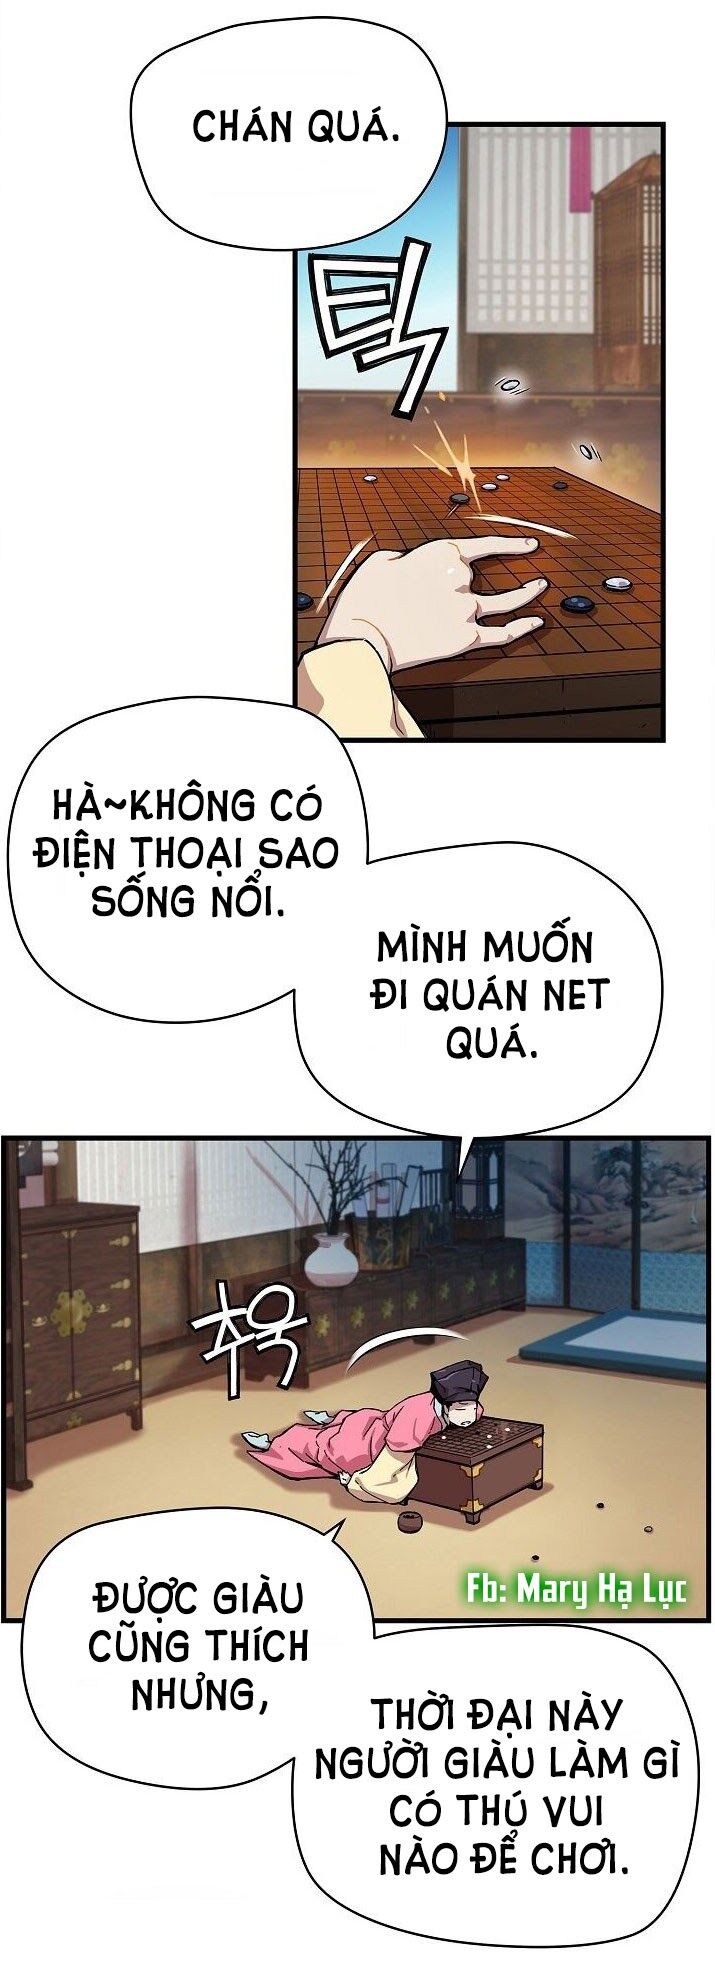 CHÁN QUÁ.
턱
HÀ~KHÔNG CÓ
ĐIỆN THOẠI SAO
SỐNG NỔI.
MÌNH MUỐN
ĐI QUÁN NET
QUÁ.
추욱
Fb: Mary Hạ Lục
ĐƯỢC GIÀU
CŨNG THÍCH
NHƯNG,
THỜI ĐẠI NÀY
NGƯỜI GIÀU LÀM GÌ
CÓ THÚ VUI
NÀO ĐỂ CHƠI.